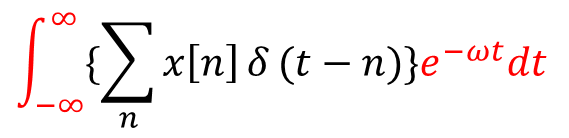 ∫_{-∞}^{∞} {∑_n x[n] δ (t − n)}e^{−ωt}dt